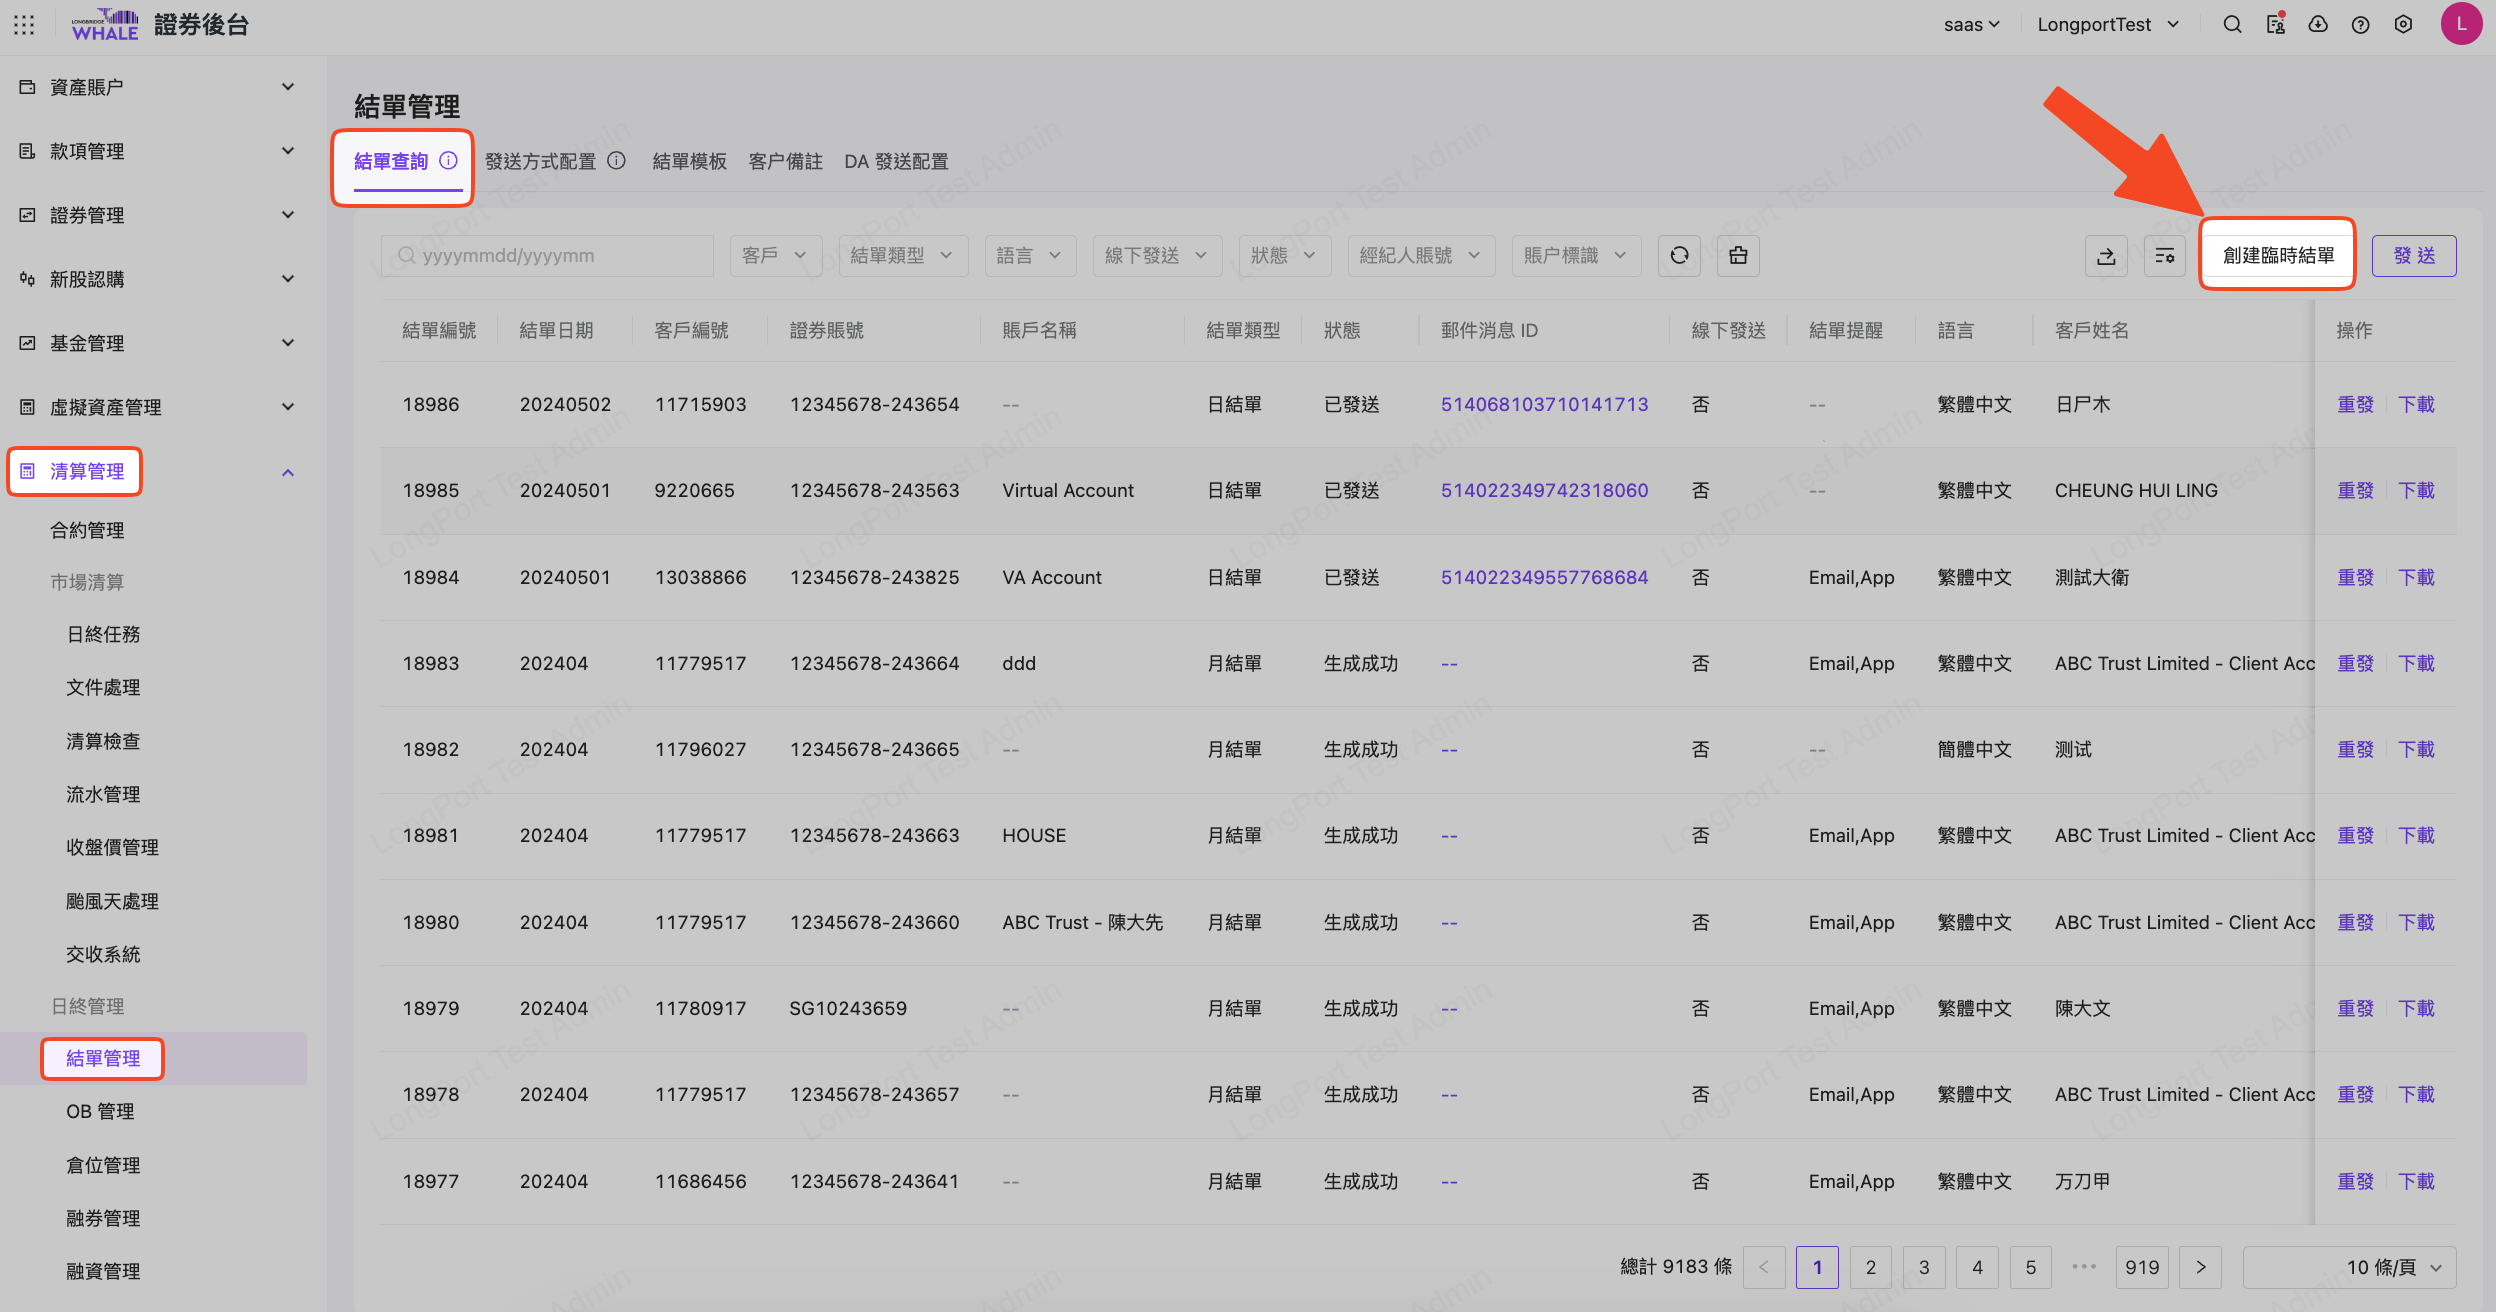 LONGBRIDGE
WHALE
證券後台
saas
LongportTest
L
資產賬户
款項管理
證券管理
新股認購
基金管理
虛擬資產管理
清算管理
合約管理
市場清算
日終任務
文件處理
清算檢查
流水管理
收盤價管理
颱風天處理
交收系統
日終管理
結單管理
OB 管理
倉位管理
融券管理
融資管理
結單管理
結單查詢 發送方式配置 結單模板 客户備註 DA 發送配置
yyyymmdd/yyyymm 客戶 結單類型 語言 線下發送 狀態 經紀人賬號 賬户標識 創建臨時結單 發 送
結單編號 結單日期 客戶編號 證券賬號 賬戶名稱 結單類型 狀態 郵件消息 ID 線下發送 結單提醒 語言 客戶姓名 操作
18986 20240502 11715903 12345678-243654 -- 日結單 已發送 514068103710141713 否 -- 繁體中文 日尸木 重發 下載
18985 20240501 9220665 12345678-243563 Virtual Account 日結單 已發送 514022349742318060 否 -- 繁體中文 CHEUNG HUI LING 重發 下載
18984 20240501 13038866 12345678-243825 VA Account 日結單 已發送 514022349557768684 否 Email,App 繁體中文 測試大衛 重發 下載
18983 202404 11779517 12345678-243664 ddd 月結單 生成成功 -- 否 Email,App 繁體中文 ABC Trust Limited - Client Acc 重發 下載
18982 202404 11796027 12345678-243665 -- 月結單 生成成功 -- 否 -- 簡體中文 测试 重發 下載
18981 202404 11779517 12345678-243663 HOUSE 月結單 生成成功 -- 否 Email,App 繁體中文 ABC Trust Limited - Client Acc 重發 下載
18980 202404 11779517 12345678-243660 ABC Trust - 陳大先 月結單 生成成功 -- 否 Email,App 繁體中文 ABC Trust Limited - Client Acc 重發 下載
18979 202404 11780917 SG10243659 -- 月結單 生成成功 -- 否 Email,App 繁體中文 陳大文 重發 下載
18978 202404 11779517 12345678-243657 -- 月結單 生成成功 -- 否 Email,App 繁體中文 ABC Trust Limited - Client Acc 重發 下載
18977 202404 11686456 12345678-243641 -- 月結單 生成成功 -- 否 Email,App 繁體中文 万刀甲 重發 下載
總計 9183 條 1 2 3 4 5 ••• 919 10 條/頁
LongPort Test Admin